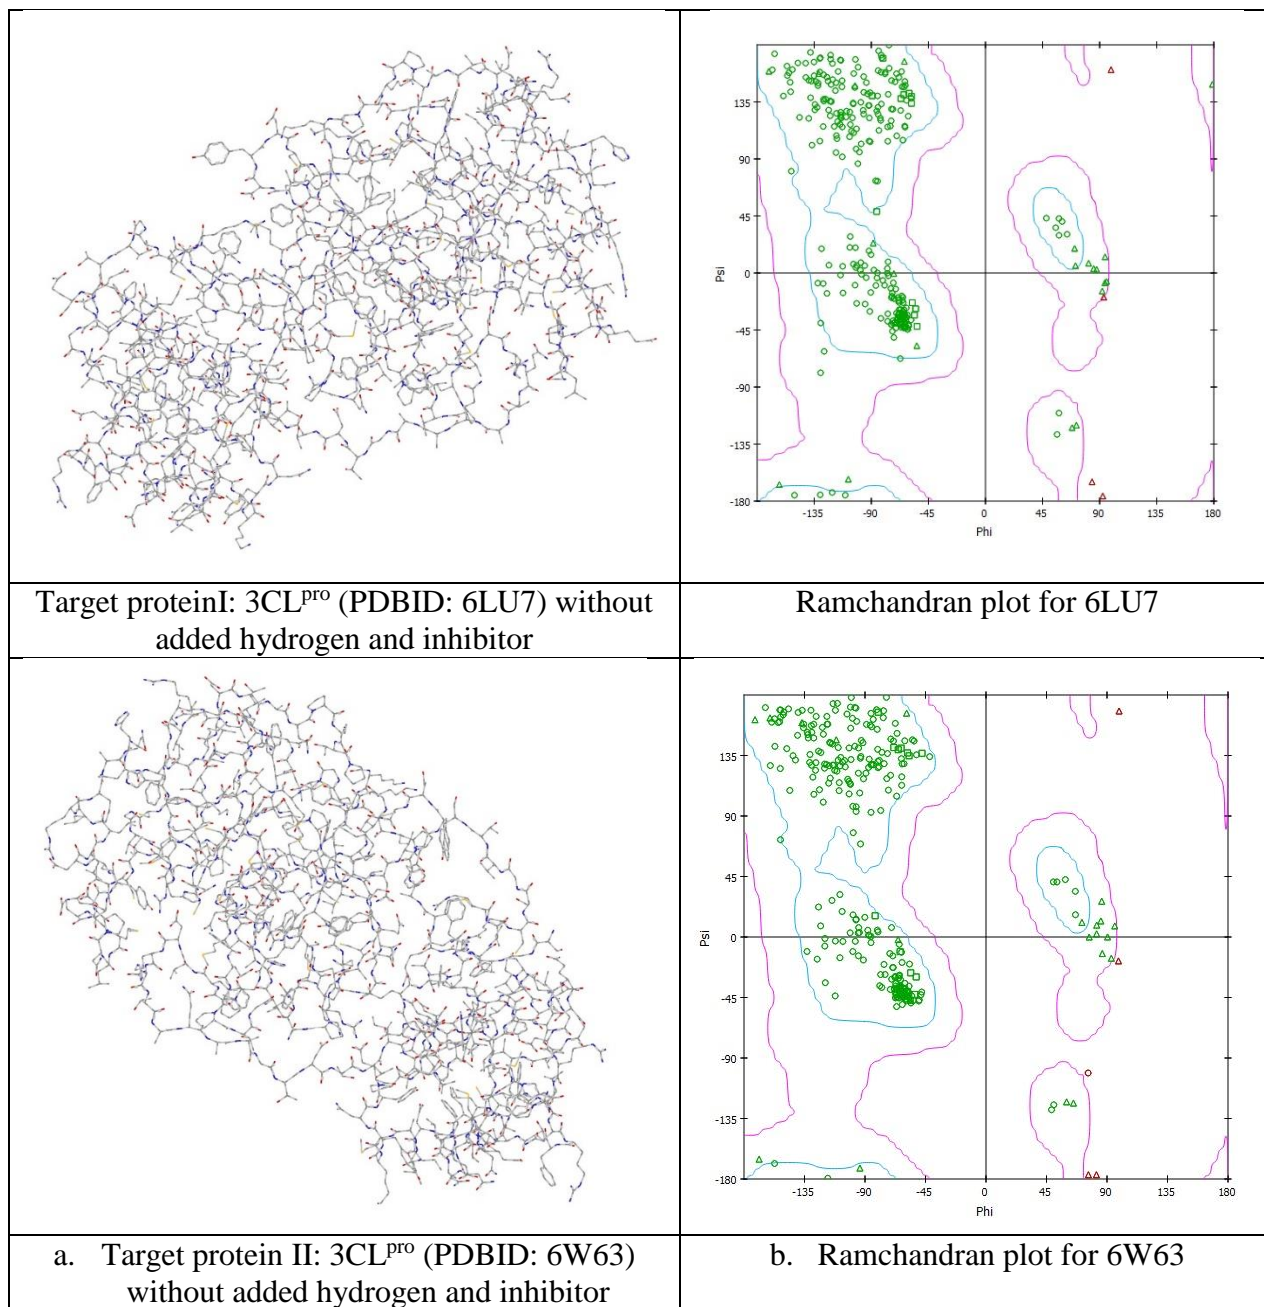 135
90
45
0
-45
-90
-135
-180
Psi
-135 -90 -45 0 45 90 135 180
Phi
Target proteinI: 3CLpro (PDBID: 6LU7) without
added hydrogen and inhibitor
Ramchandran plot for 6LU7
135
90
45
0
-45
-90
-135
-180
Psi
-135 -90 -45 0 45 90 135 180
Phi
a. Target protein II: 3CLpro (PDBID: 6W63)
without added hydrogen and inhibitor
b. Ramchandran plot for 6W63